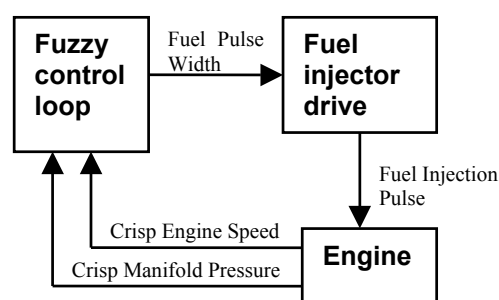 Fuzzy
control
loop
Fuel Pulse
Width
Fuel
injector
drive
Fuel Injection
Pulse
Crisp Engine Speed
Crisp Manifold Pressure
Engine